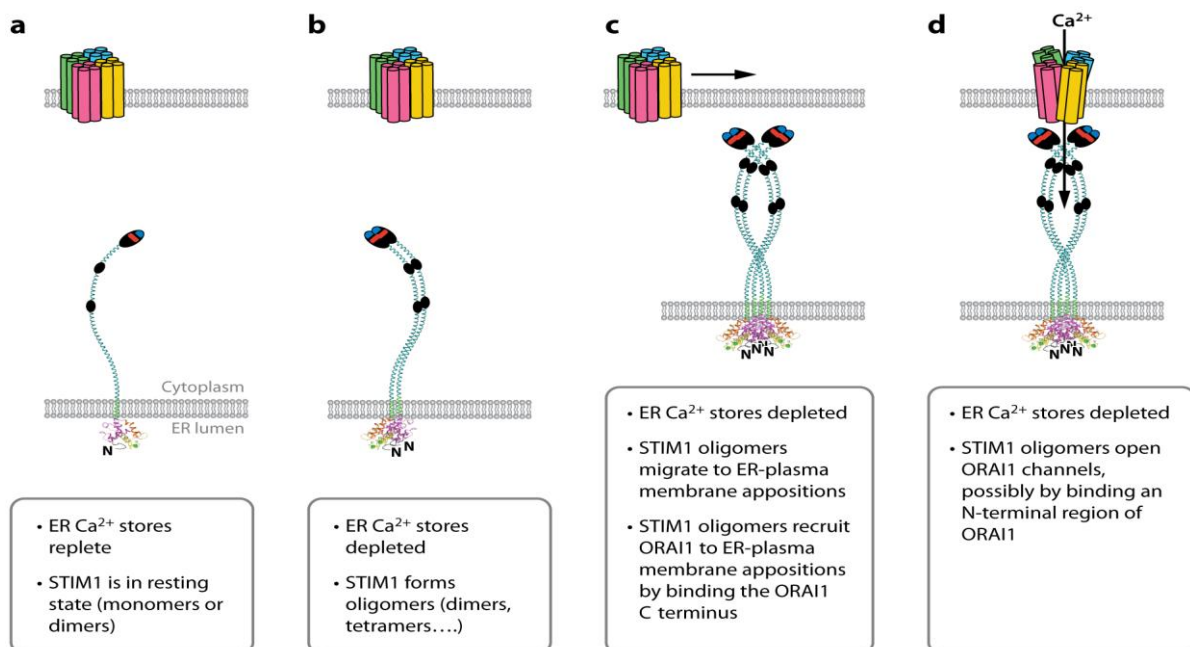 a
b
c
d
Ca²⁺
Cytoplasm
ER lumen
N
N
N
N
N
N
N
N
N
• ER Ca²⁺ stores
replete
• STIM1 is in resting
state (monomers or
dimers)
• ER Ca²⁺ stores
depleted
• STIM1 forms
oligomers (dimers,
tetramers....)
• ER Ca²⁺ stores depleted
• STIM1 oligomers
migrate to ER-plasma
membrane appositions
• STIM1 oligomers recruit
ORAI1 to ER-plasma
membrane appositions
by binding the ORAI1
C terminus
• ER Ca²⁺ stores depleted
• STIM1 oligomers open
ORAI1 channels,
possibly by binding an
N-terminal region of
ORAI1